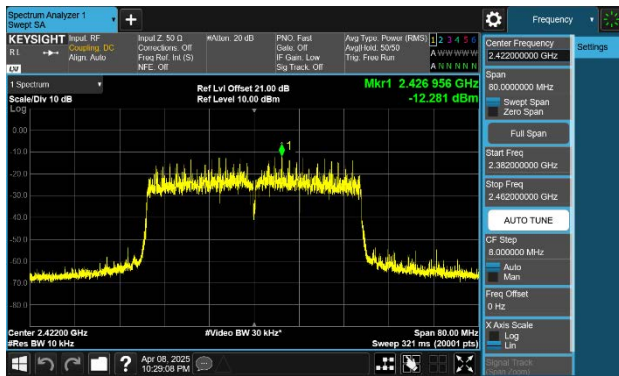 Spectrum Analyzer 1
Swept SA
+
Frequency
KEYSIGHT
Input: RF
Coupling: DC
Align: Auto
Input Z: 50 Ω
Corrections: Off
Freq Ref: Int (S)
NFE: Off
#Atten: 20 dB
PNO: Fast
Gate: Off
IF Gain: Low
Sig Track: Off
Avg Type: Power (RMS)
Avg|Hold: 50/50
Trig: Free Run
1 2 3 4 5 6
A W W W W W
A N N N N N
1 Spectrum
Scale/Div 10 dB
Log
Ref Lvl Offset 21.00 dB
Ref Level 10.00 dBm
Mkr1 2.426 956 GHz
-12.281 dBm
1
0.00
-10.0
-20.0
-30.0
-40.0
-50.0
-60.0
-70.0
-80.0
Center 2.42200 GHz
#Res BW 10 kHz
#Video BW 30 kHz*
Span 80.00 MHz
Sweep 321 ms (20001 pts)
Center Frequency
2.422000000 GHz
Settings
Span
80.0000000 MHz
Swept Span
Zero Span
Full Span
Start Freq
2.382000000 GHz
Stop Freq
2.462000000 GHz
AUTO TUNE
CF Step
8.000000 MHz
Auto
Man
Freq Offset
0 Hz
X Axis Scale
Log
Lin
Signal Track
(Span Zoom)
?
Apr 08, 2025
10:29:08 PM